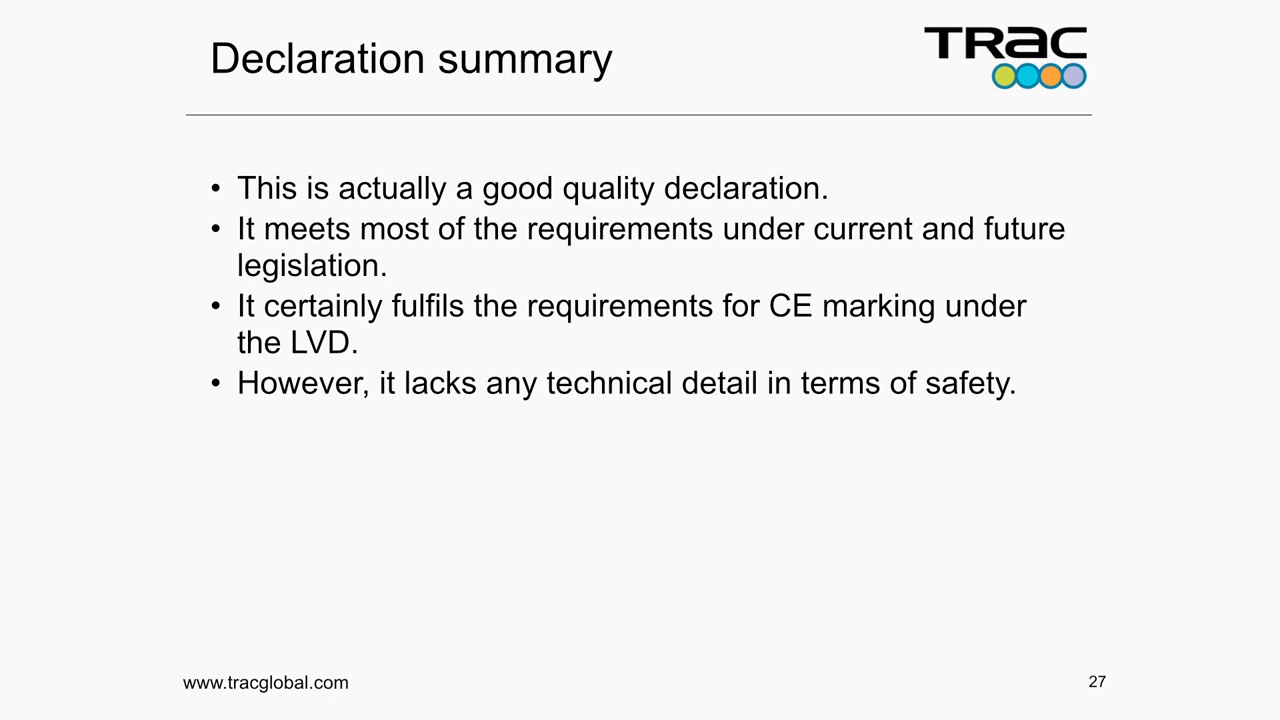 Declaration summary
TRAC
• This is actually a good quality declaration.
• It meets most of the requirements under current and future
legislation.
• It certainly fulfils the requirements for CE marking under
the LVD.
• However, it lacks any technical detail in terms of safety.
www.tracglobal.com
27